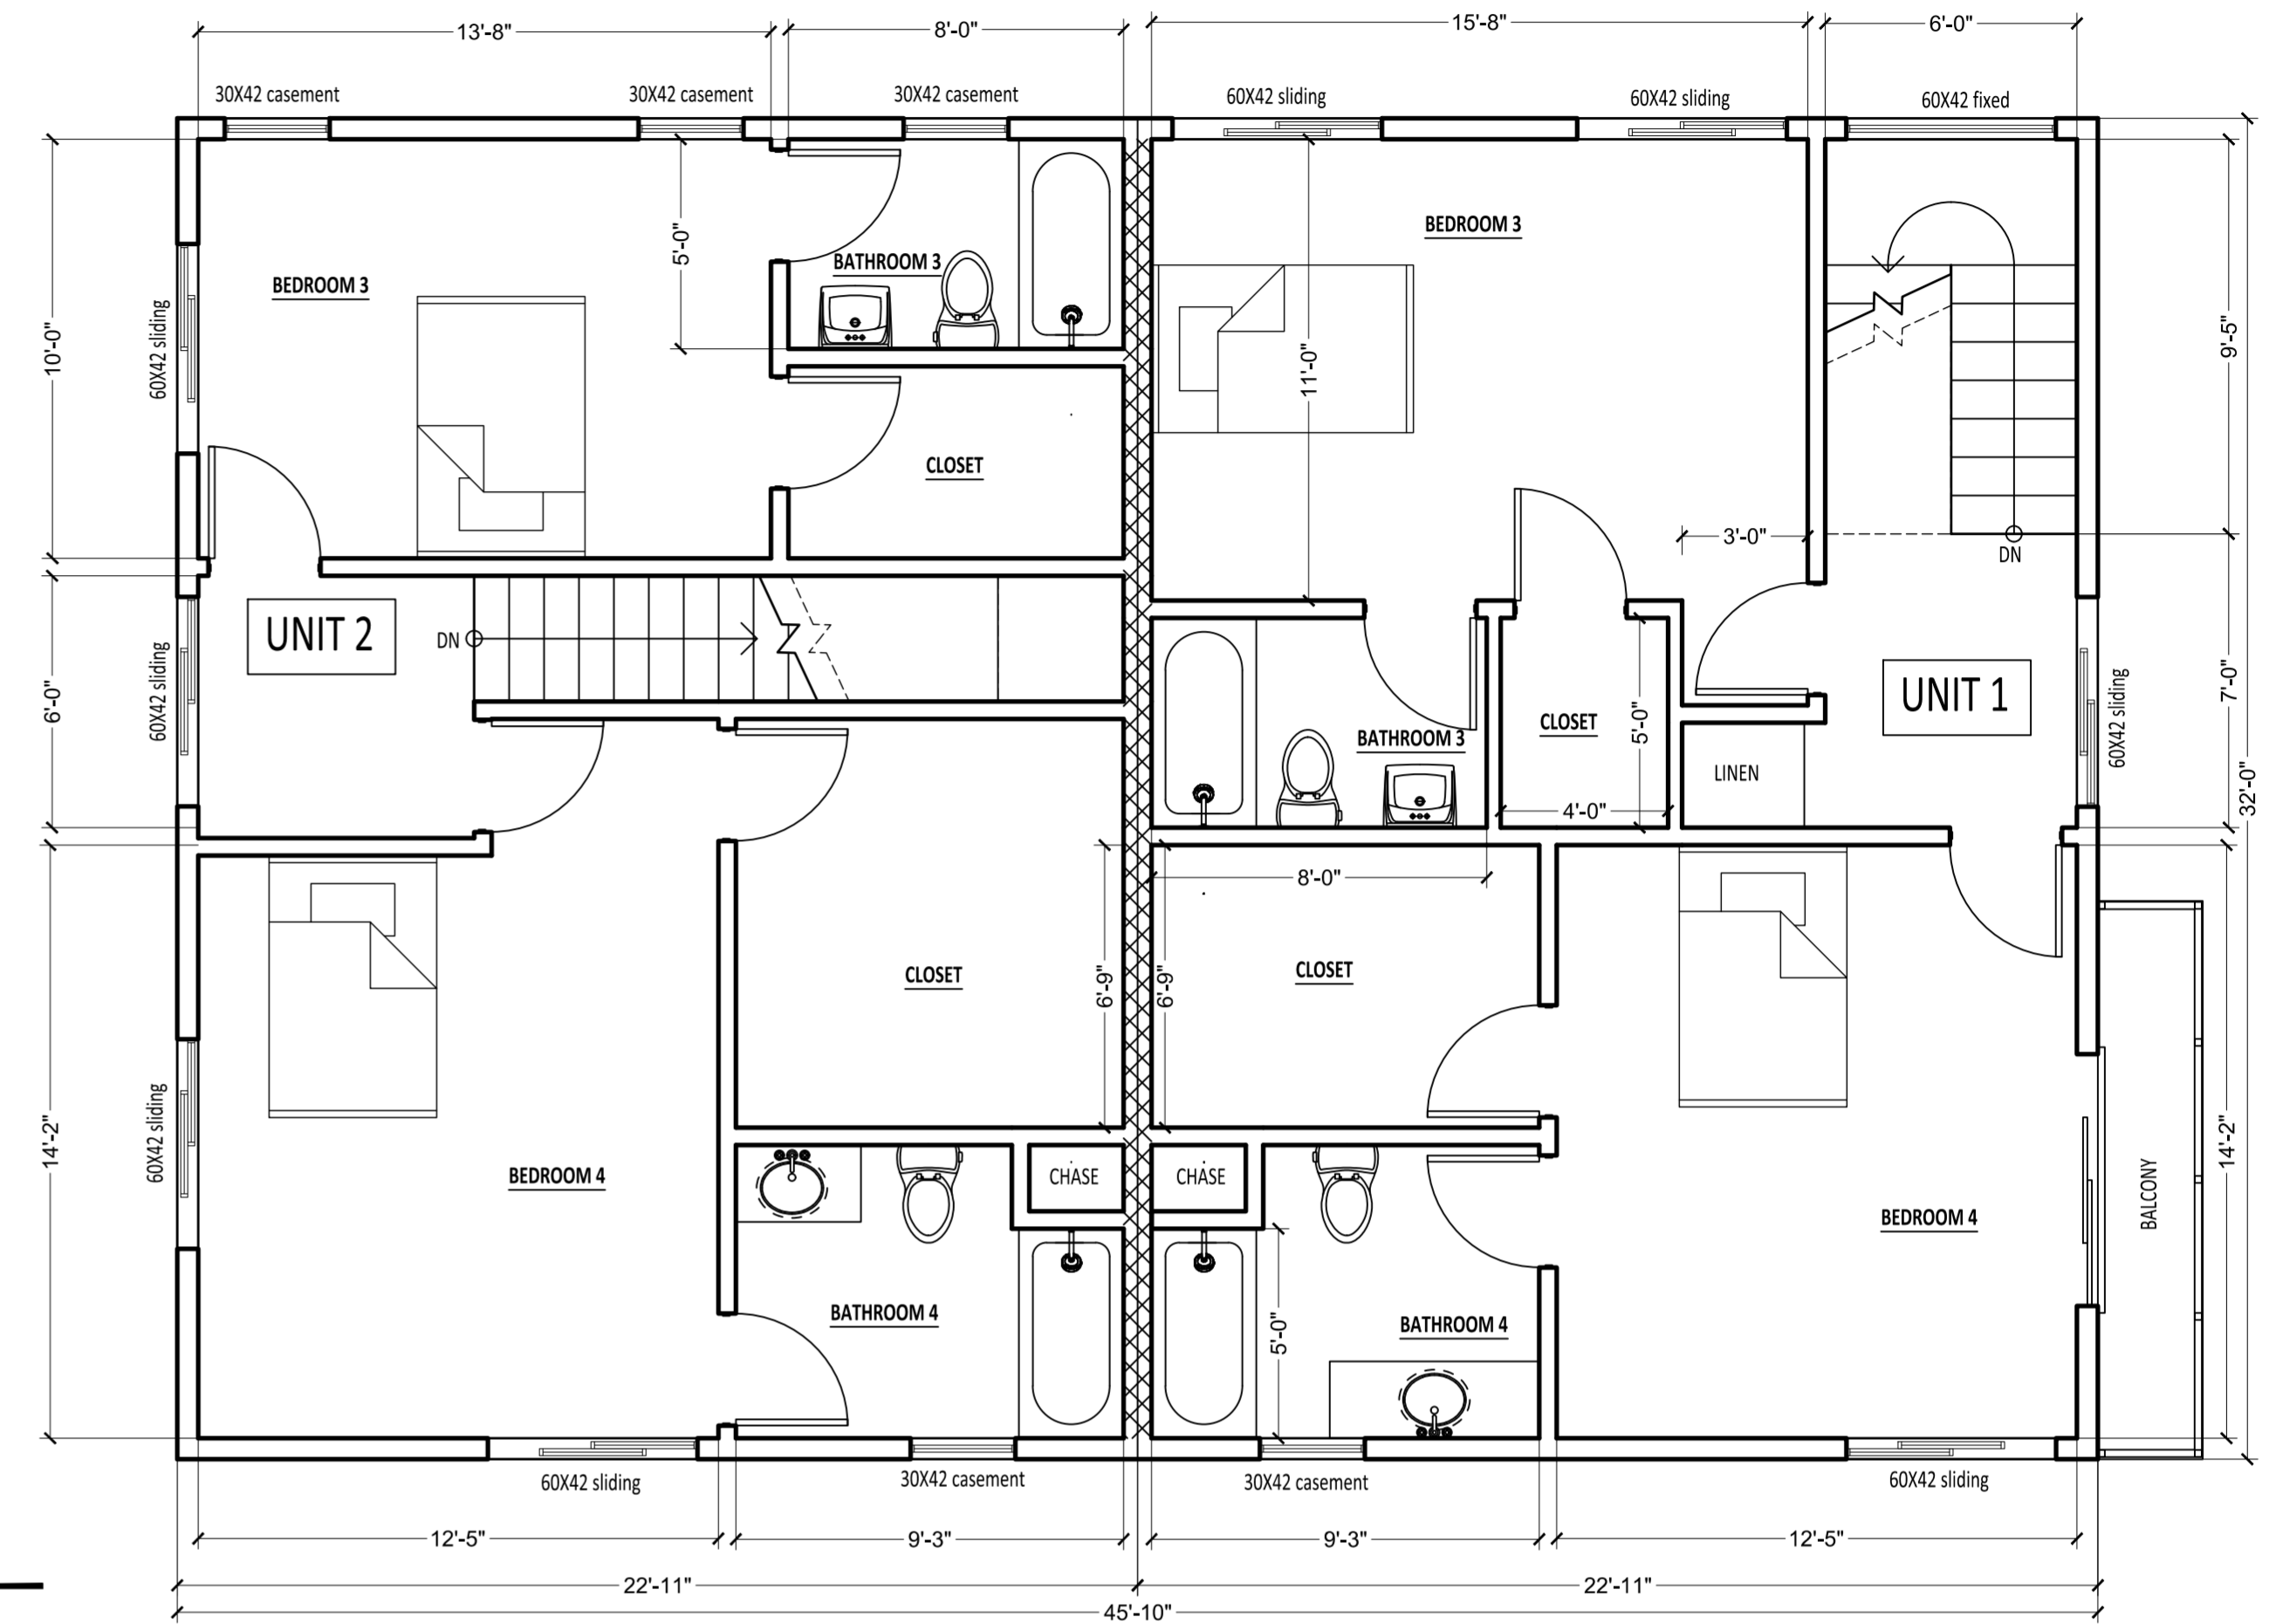 13'-8"
8'-0"
15'-8"
6'-0"
30X42 casement
30X42 casement
30X42 casement
60X42 sliding
60X42 sliding
60X42 fixed
BEDROOM 3
5'-0"
BATHROOM 3
BEDROOM 3
10'-0"
60X42 sliding
11'-0"
9'-5"
CLOSET
3'-0"
DN
UNIT 2
DN
6'-0"
60X42 sliding
BATHROOM 3
CLOSET
5'-0"
4'-0"
LINEN
UNIT 1
60X42 sliding
7'-0"
32'-0"
8'-0"
CLOSET
6'-9"
6'-9"
CLOSET
14'-2"
60X42 sliding
BEDROOM 4
CHASE
CHASE
BEDROOM 4
BALCONY
14'-2"
BATHROOM 4
5'-0"
BATHROOM 4
60X42 sliding
30X42 casement
30X42 casement
60X42 sliding
12'-5"
9'-3"
9'-3"
12'-5"
22'-11"
22'-11"
45'-10"